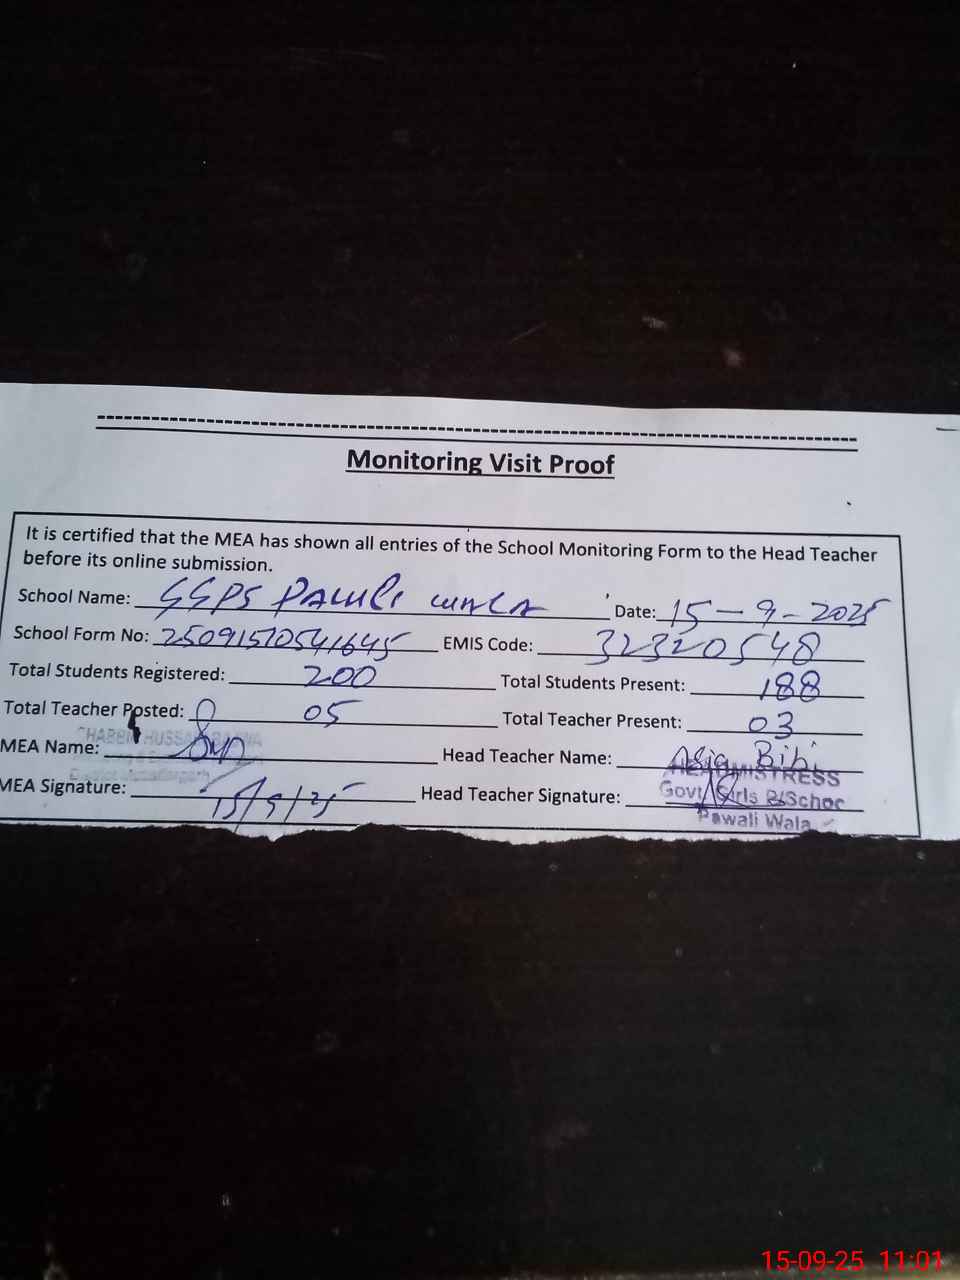 Monitoring Visit Proof
It is certified that the MEA has shown all entries of the School Monitoring Form to the Head Teacher
before its online submission.
School Name: GGPS PAWLI WALA Date: 15-9-2025
School Form No: 25091510541645 EMIS Code: 32320548
Total Students Registered: 200 Total Students Present: 188
Total Teacher Posted: 05 Total Teacher Present: 03
MEA Name: Head Teacher Name: Asia Bibi
HEADMISTRESS
MEA Signature: 15/9/25 Head Teacher Signature:
Govt Girls P/School
Pawali Wala
15-09-25 11:01